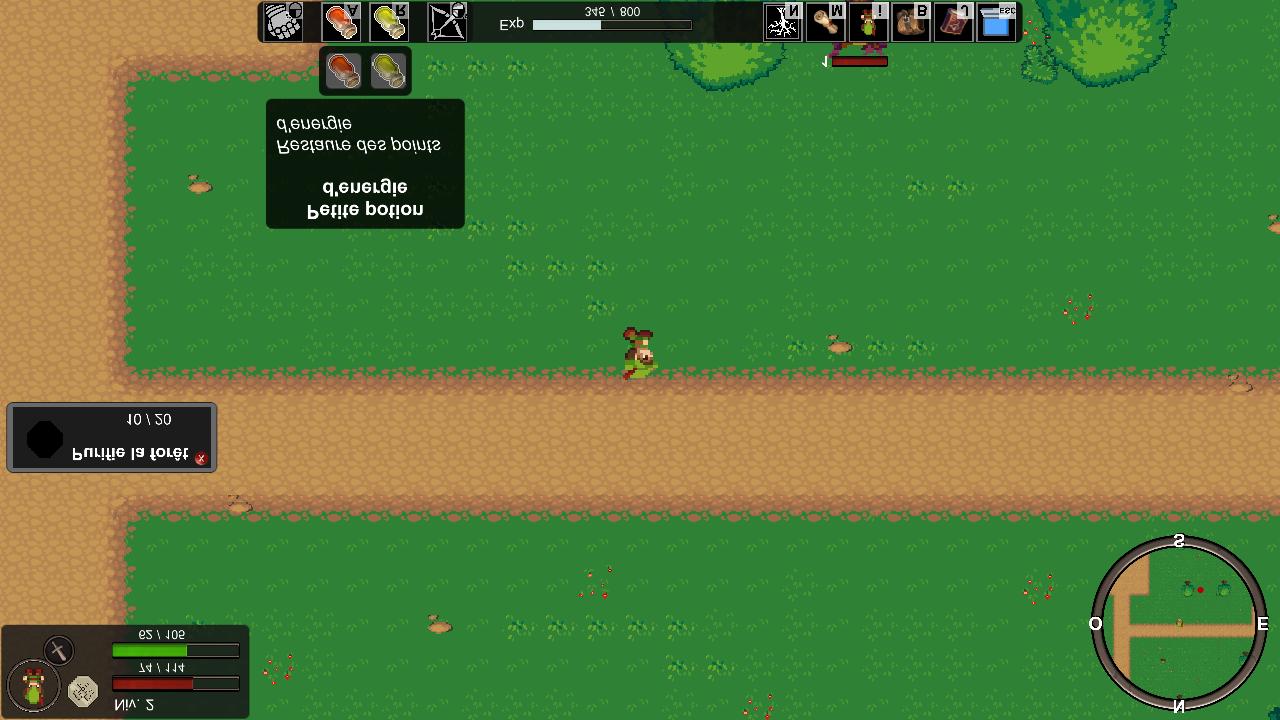 Niv. 2
74 / 114
62 / 105
N
O
E
S
Purifie la forêt
x
10 / 20
Petite potion
d'energie
Restaure des points
d'energie
1
A
R
Exp
345 / 800
N
M
I
B
J
ESC